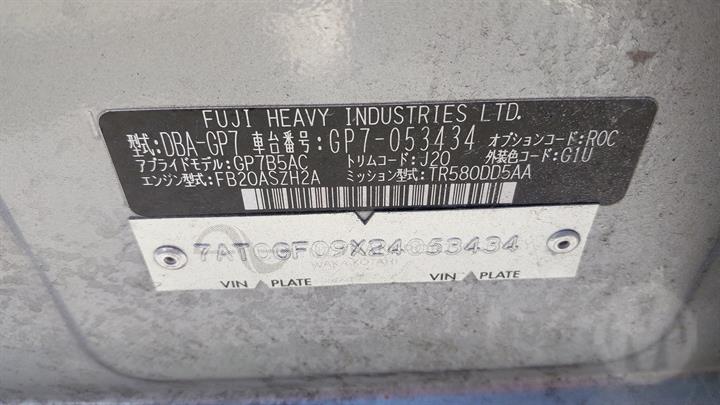 FUJI HEAVY INDUSTRIES LTD.
型式: DBA-GP7 車台番号: GP7-053434 オプションコード: R0C
アプライドモデル: GP7B5AC トリムコード: J20 外装色コード: G1U
エンジン型式: FB20ASZH2A ミッション型式: TR580DD5AA
7AT0GF09X24053434
WAKA KOTAHI
VIN PLATE VIN PLATE